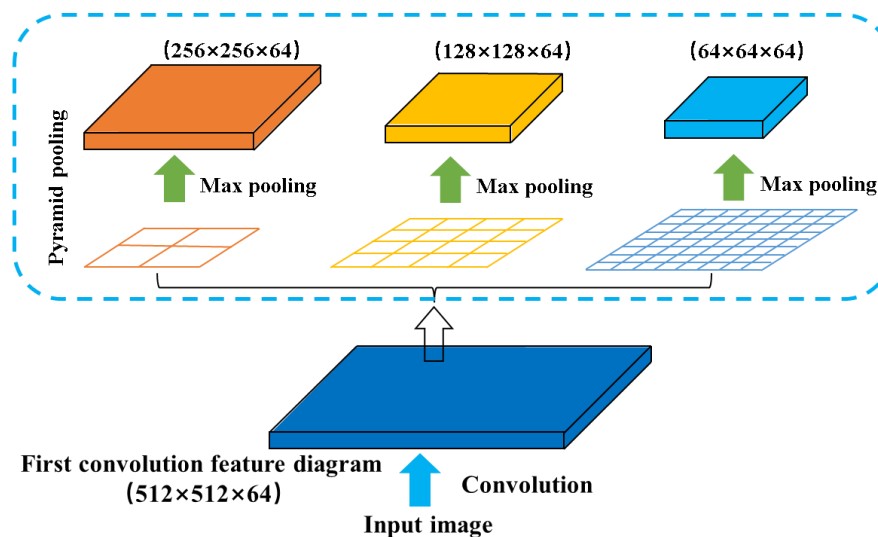 (256×256×64)
(128×128×64)
(64×64×64)
Pyramid pooling
Max pooling
Max pooling
Max pooling
First convolution feature diagram
(512×512×64)
Convolution
Input image